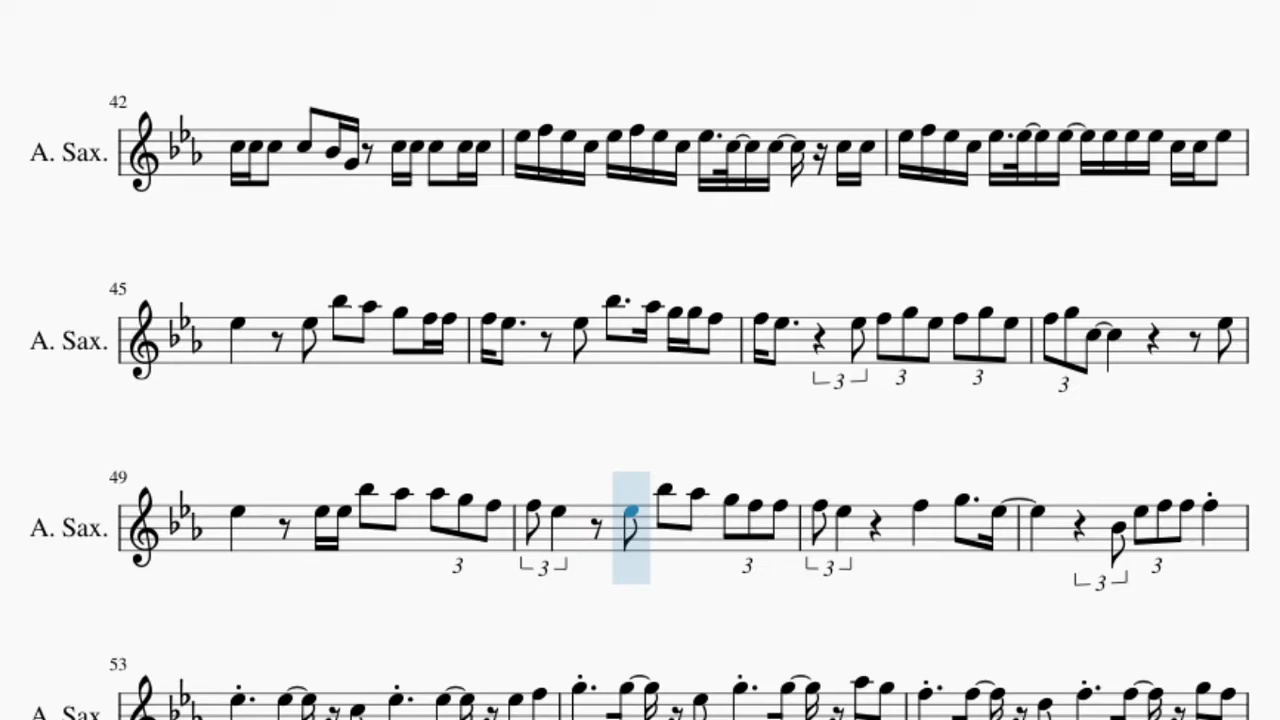 42
A. Sax.
45
A. Sax.
3 3 3 3
49
A. Sax.
3 3 3 3 3 3
53
A. Sax.